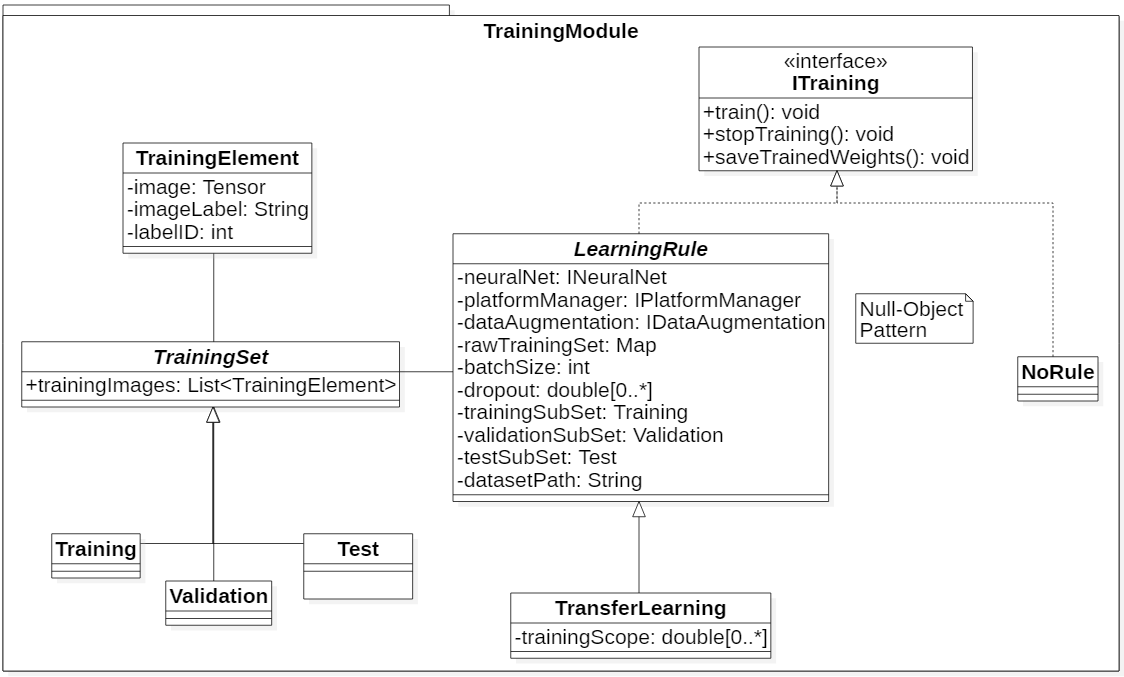 TrainingModule
«interface»
ITraining
+train(): void
+stopTraining(): void
+saveTrainedWeights(): void
TrainingElement
-image: Tensor
-imageLabel: String
-labelID: int
LearningRule
-neuralNet: INeuralNet
-platformManager: IPlatformManager
-dataAugmentation: IDataAugmentation
-rawTrainingSet: Map
-batchSize: int
-dropout: double[0..*]
-trainingSubSet: Training
-validationSubSet: Validation
-testSubSet: Test
-datasetPath: String
Null-Object
Pattern
TrainingSet
+trainingImages: List<TrainingElement>
NoRule
Training
Test
Validation
TransferLearning
-trainingScope: double[0..*]